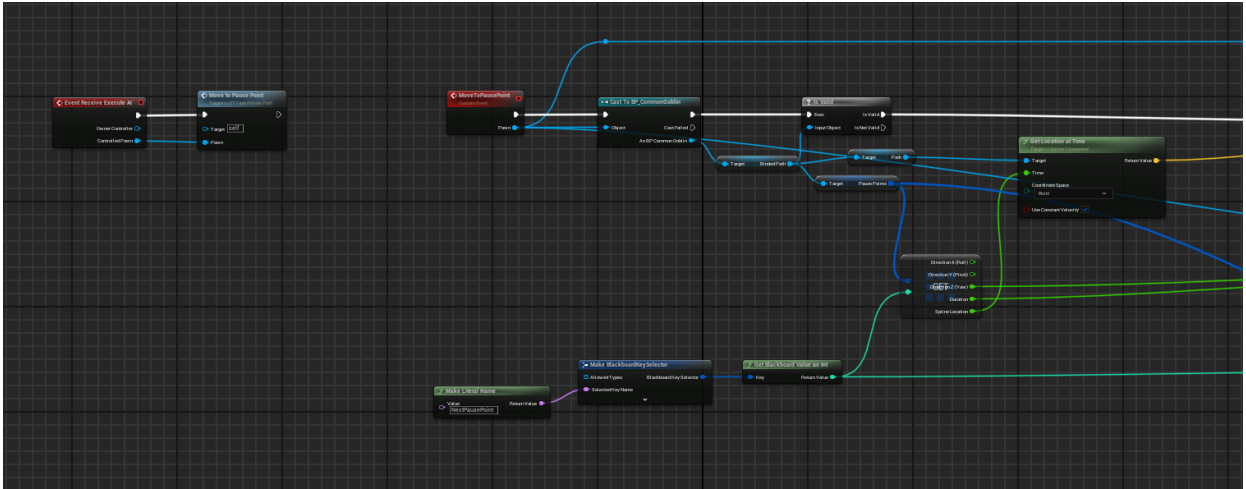 Event Receive Execute AI
Owner Controller
Controlled Pawn
Move to Pause Point
Target is BT Task Follow Path
Target
self
Pawn
MoveToPausePoint
Custom Event
Pawn
Cast To BP_CommonGoblin
Object
Cast Failed
As BP Common Goblin
Is Valid
Exec
Is Valid
Input Object
Is Not Valid
Target
Binded Path
Target
Path
Target
Pause Points
Get Location at Time
Target is Spline Component
Target
Return Value
Time
Coordinate Space
World
Use Constant Velocity
Direction X (Roll)
Direction Y (Pitch)
Direction Z (Yaw)
GET
Duration
Spline Location
Make Literal Name
Value
NextPausePoint
Return Value
Make BlackboardKeySelector
Allowed Types
Blackboard Key Selector
Selected Key Name
Get Blackboard Value as Int
Key
Return Value